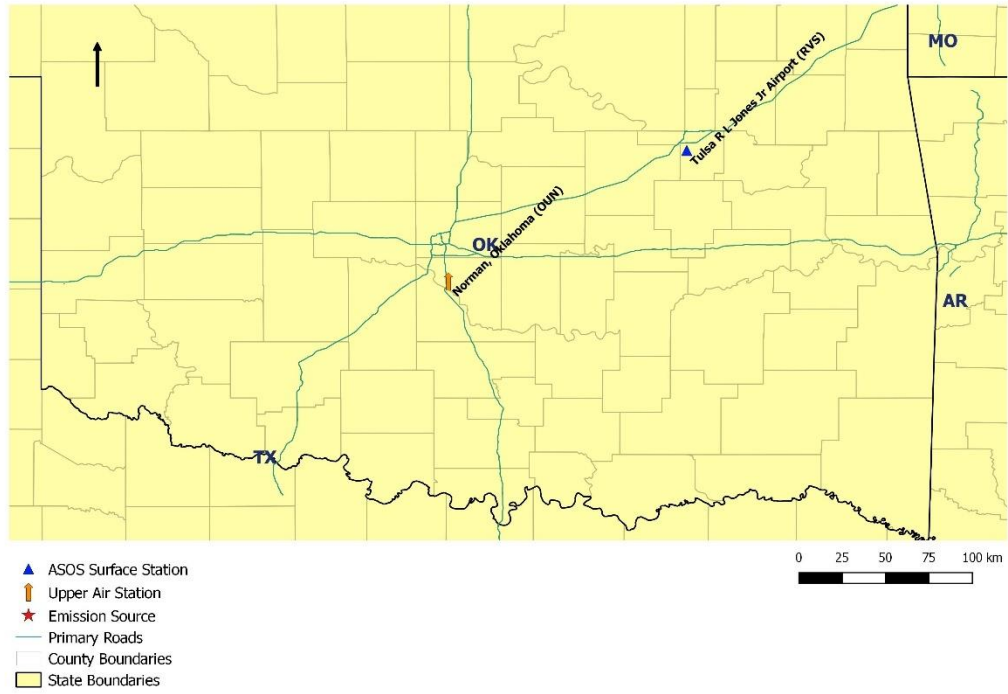 MO
Tulsa R L Jones Jr Airport (RVS)
Norman, Oklahoma (OUN)
OK
AR
TX
ASOS Surface Station
Upper Air Station
Emission Source
Primary Roads
County Boundaries
State Boundaries
0 25 50 75 100 km